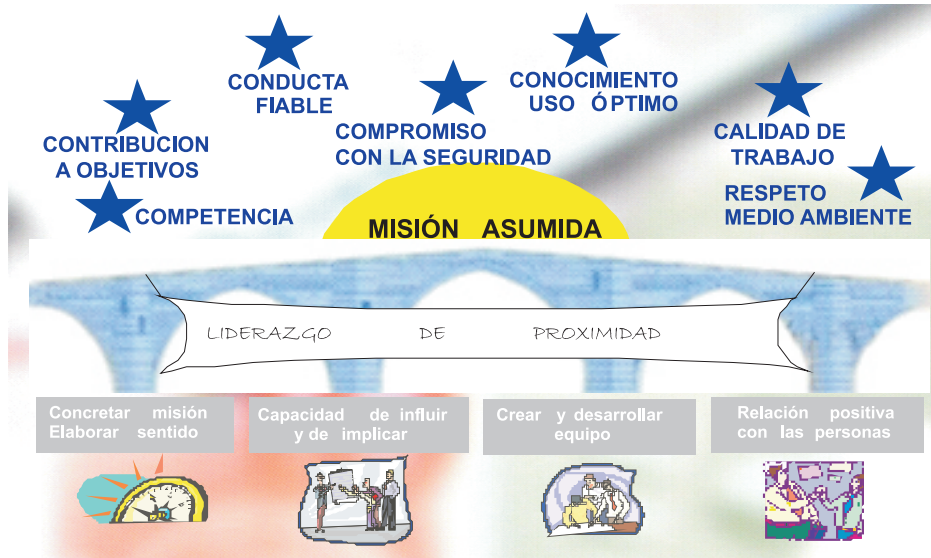 CONDUCTA
FIABLE
CONOCIMIENTO
USO ÓPTIMO
CONTRIBUCION
A OBJETIVOS
COMPROMISO
CON LA SEGURIDAD
CALIDAD DE
TRABAJO
COMPETENCIA
RESPETO
MEDIO AMBIENTE
MISIÓN ASUMIDA
LIDERAZGO DE PROXIMIDAD
Concretar misión
Elaborar sentido
Capacidad de influir
y de implicar
Crear y desarrollar
equipo
Relación positiva
con las personas